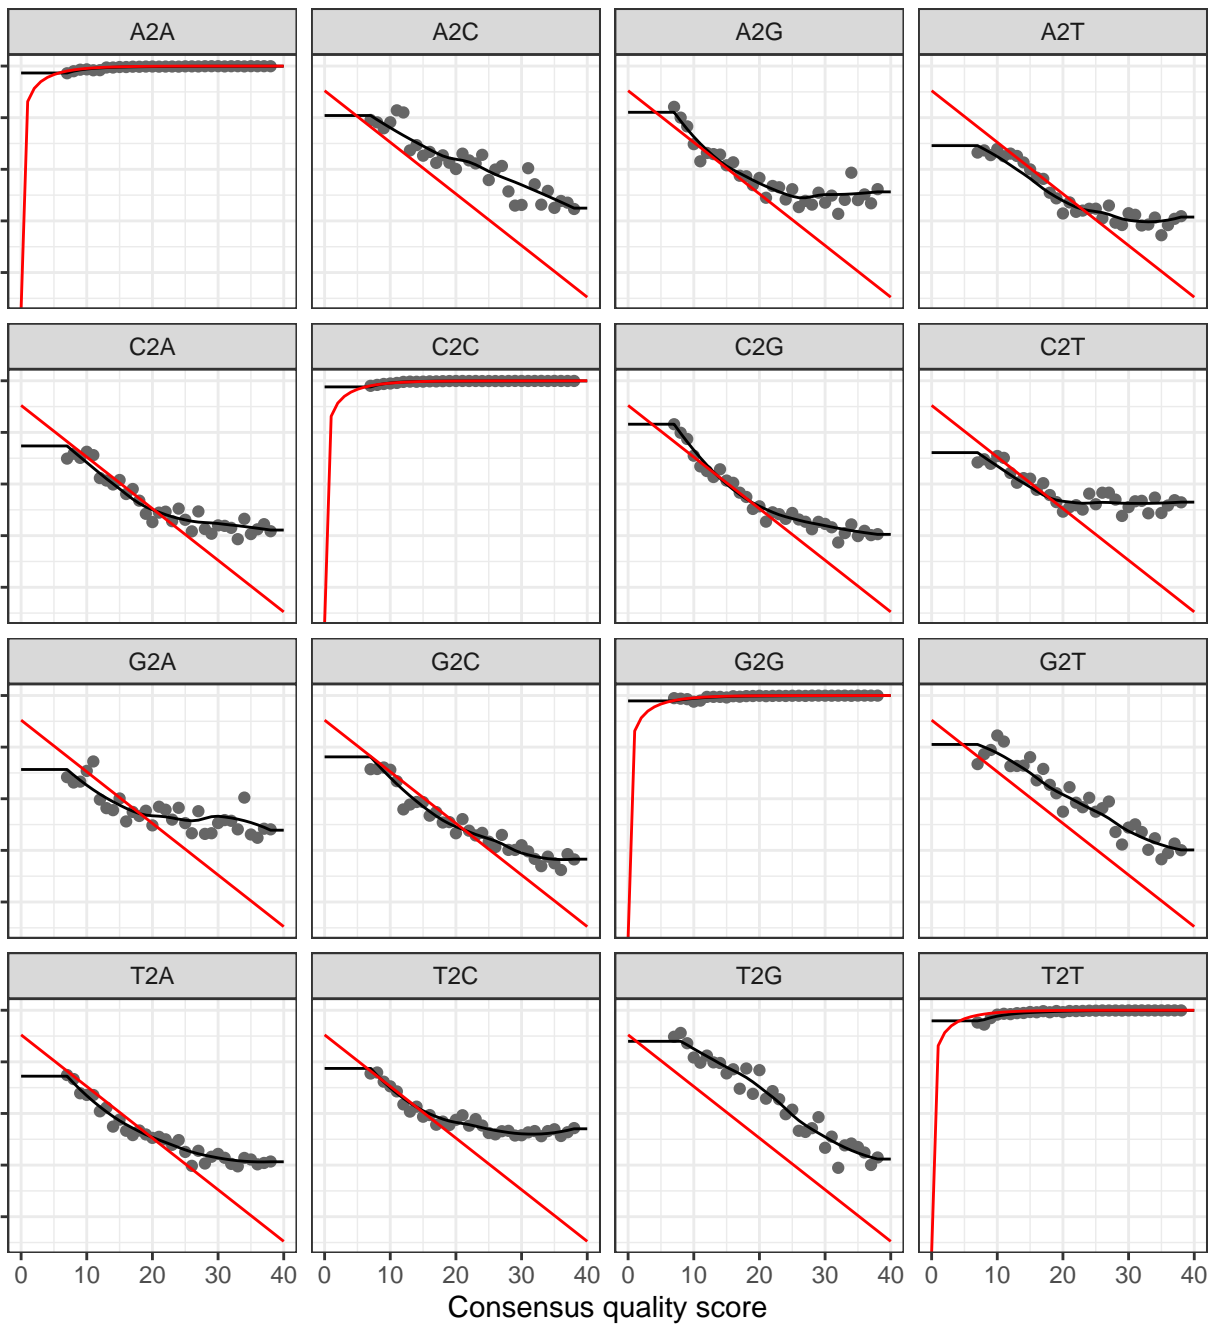 A2A A2C A2G A2T
C2A C2C C2G C2T
G2A G2C G2G G2T
T2A T2C T2G T2T
0 10 20 30 40 0 10 20 30 40 0 10 20 30 40 0 10 20 30 40
Consensus quality score